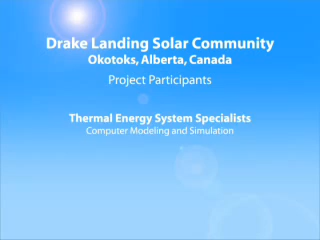 Drake Landing Solar Community
Okotoks, Alberta, Canada
Project Participants
Thermal Energy System Specialists
Computer Modeling and Simulation